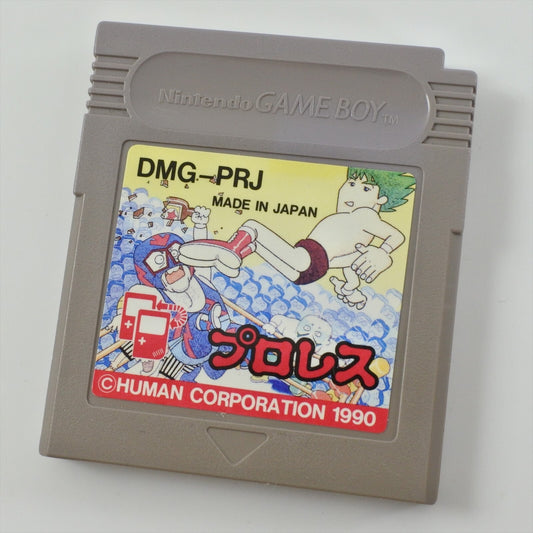 Nintendo GAME BOY TM
DMG-PRJ
MADE IN JAPAN
プロレス
©HUMAN CORPORATION 1990